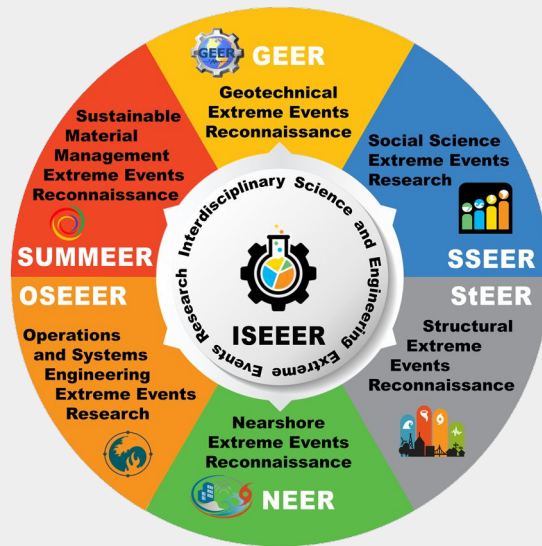 GEER
GEER
Geotechnical
Extreme Events
Reconnaissance
Social Science
Extreme Events
Research
SSEER
StEER
Structural
Extreme
Events
Reconnaissance
Nearshore
Extreme Events
Reconnaissance
NEER
OSEEER
Operations
and Systems
Engineering
Extreme Events
Research
Sustainable
Material
Management
Extreme Events
Reconnaissance
SUMMEER
Interdisciplinary Science and Engineering Extreme Events Research
ISEEER